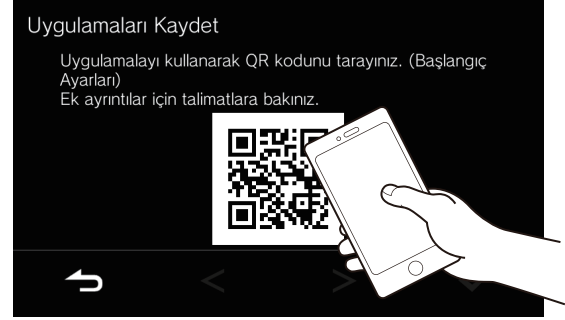 Uygulamaları Kaydet
Uygulamalayı kullanarak QR kodunu tarayınız. (Başlangıç
Ayarları)
Ek ayrıntılar için talimatlara bakınız.